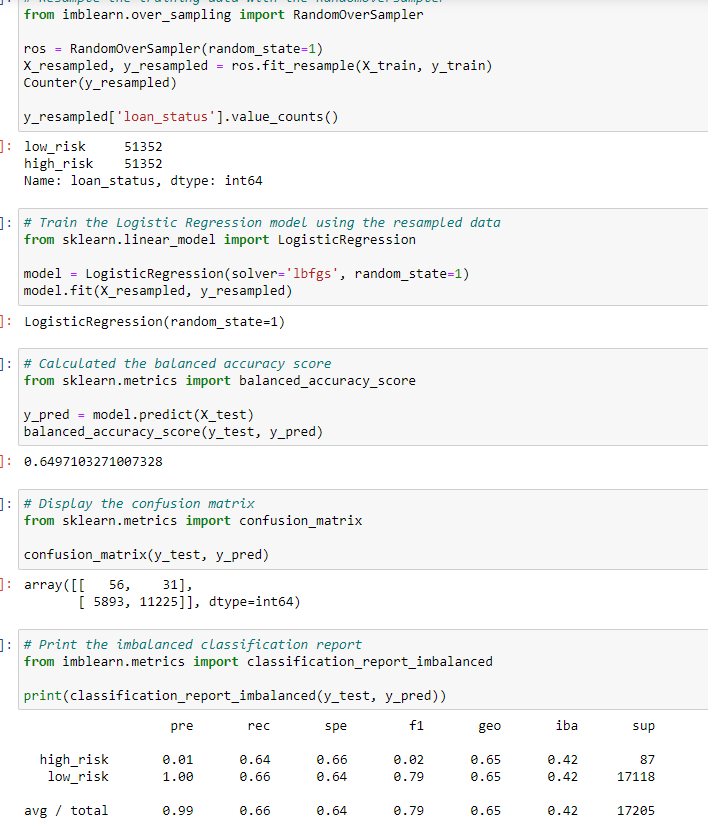 # Resample the training data with the RandomOversampler
from imblearn.over_sampling import RandomOverSampler
ros = RandomOverSampler(random_state=1)
X_resampled, y_resampled = ros.fit_resample(X_train, y_train)
Counter(y_resampled)
y_resampled['loan_status'].value_counts()
]: low_risk 51352
high_risk 51352
Name: loan_status, dtype: int64
]: # Train the Logistic Regression model using the resampled data
from sklearn.linear_model import LogisticRegression
model = LogisticRegression(solver='lbfgs', random_state=1)
model.fit(X_resampled, y_resampled)
]: LogisticRegression(random_state=1)
]: # Calculated the balanced accuracy score
from sklearn.metrics import balanced_accuracy_score
y_pred = model.predict(X_test)
balanced_accuracy_score(y_test, y_pred)
]: 0.6497103271007328
]: # Display the confusion matrix
from sklearn.metrics import confusion_matrix
confusion_matrix(y_test, y_pred)
]: array([[ 56, 31],
[ 5893, 11225]], dtype=int64)
]: # Print the imbalanced classification report
from imblearn.metrics import classification_report_imbalanced
print(classification_report_imbalanced(y_test, y_pred))
pre rec spe f1 geo iba sup
high_risk 0.01 0.64 0.66 0.02 0.65 0.42 87
low_risk 1.00 0.66 0.64 0.79 0.65 0.42 17118
avg / total 0.99 0.66 0.64 0.79 0.65 0.42 17205